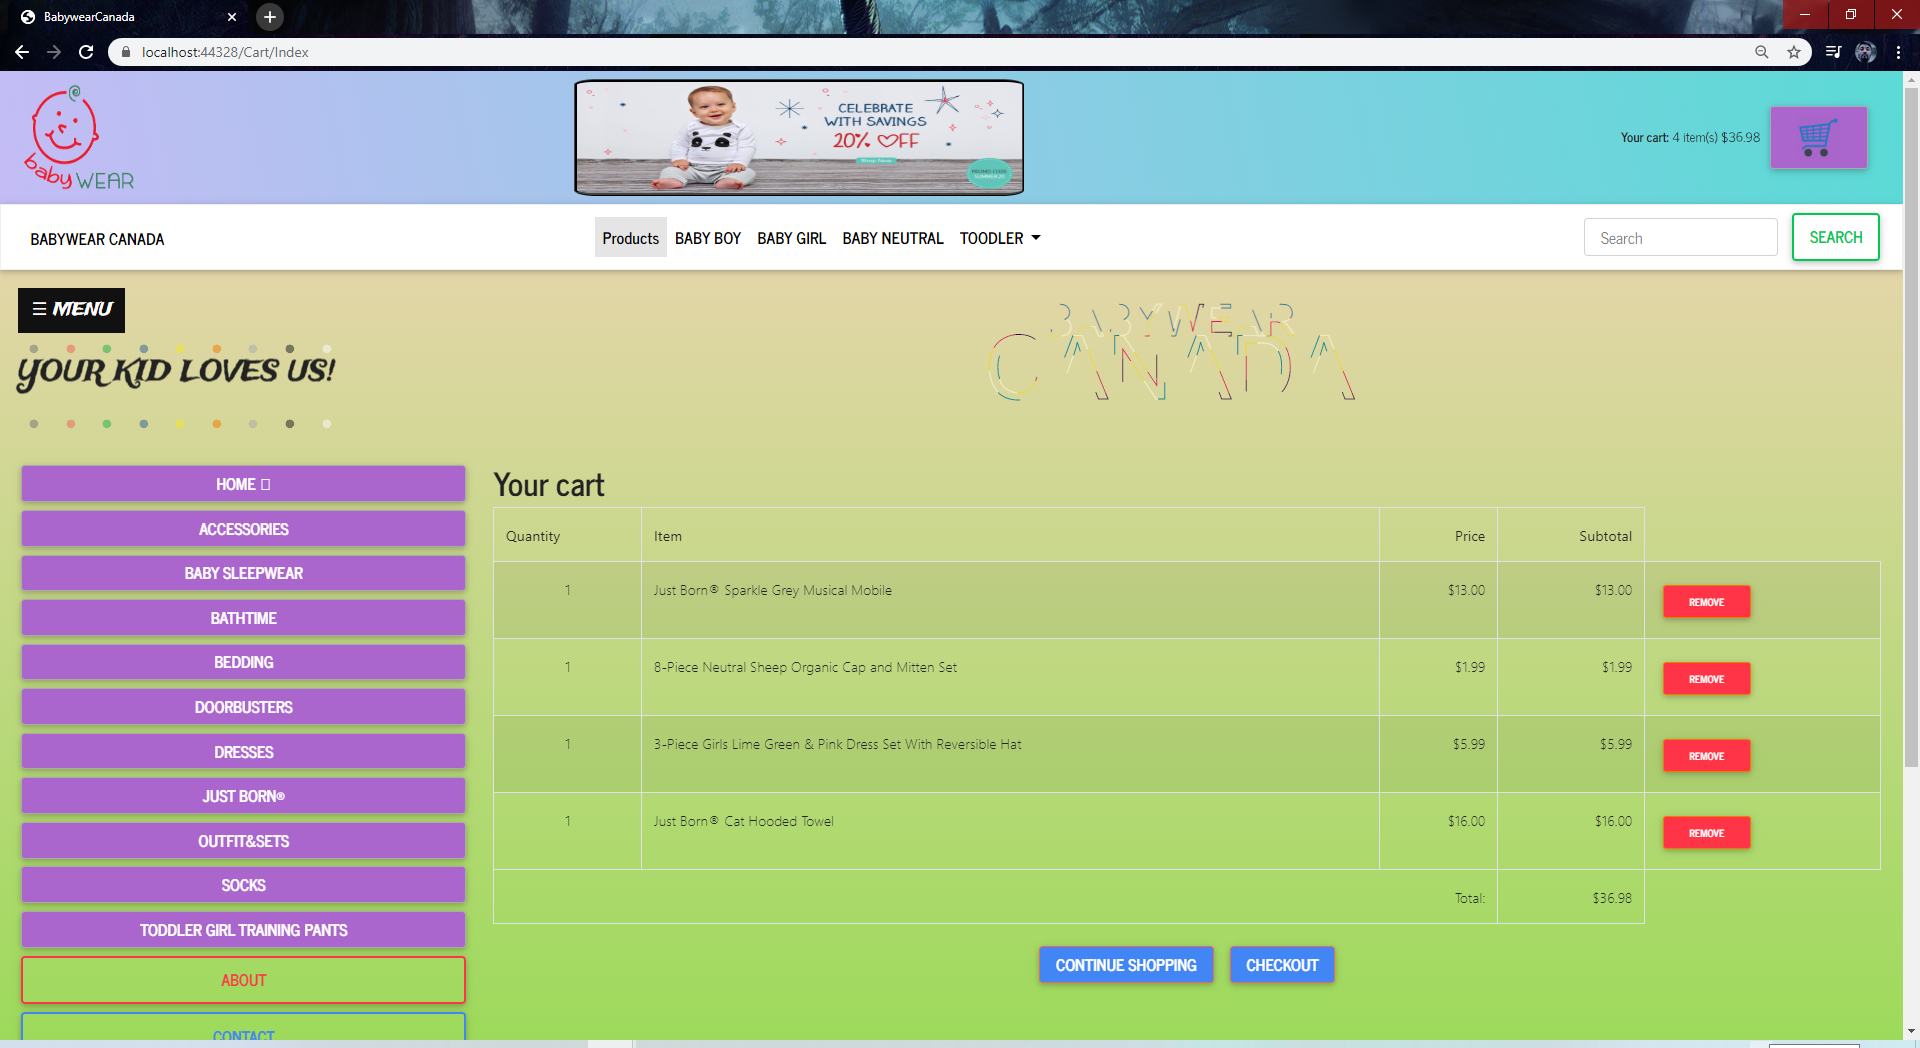 BabywearCanada
localhost:44328/Cart/Index
baby WEAR
CELEBRATE
WITH SAVINGS
20% OFF
Shop Now
PROMO CODE
Your cart: 4 item(s) $36.98
BABYWEAR CANADA
Products BABY BOY BABY GIRL BABY NEUTRAL TOODLER
Search SEARCH
☰ MENU
BABYWEAR
CANADA
YOUR KID LOVES US!
HOME
ACCESSORIES
BABY SLEEPWEAR
BATHTIME
BEDDING
DOORBUSTERS
DRESSES
JUST BORN®
OUTFIT&SETS
SOCKS
TODDLER GIRL TRAINING PANTS
ABOUT
CONTACT
Your cart
Quantity Item Price Subtotal
1 Just Born® Sparkle Grey Musical Mobile $13.00 $13.00 REMOVE
1 8-Piece Neutral Sheep Organic Cap and Mitten Set $1.99 $1.99 REMOVE
1 3-Piece Girls Lime Green & Pink Dress Set With Reversible Hat $5.99 $5.99 REMOVE
1 Just Born® Cat Hooded Towel $16.00 $16.00 REMOVE
Total: $36.98
CONTINUE SHOPPING CHECKOUT